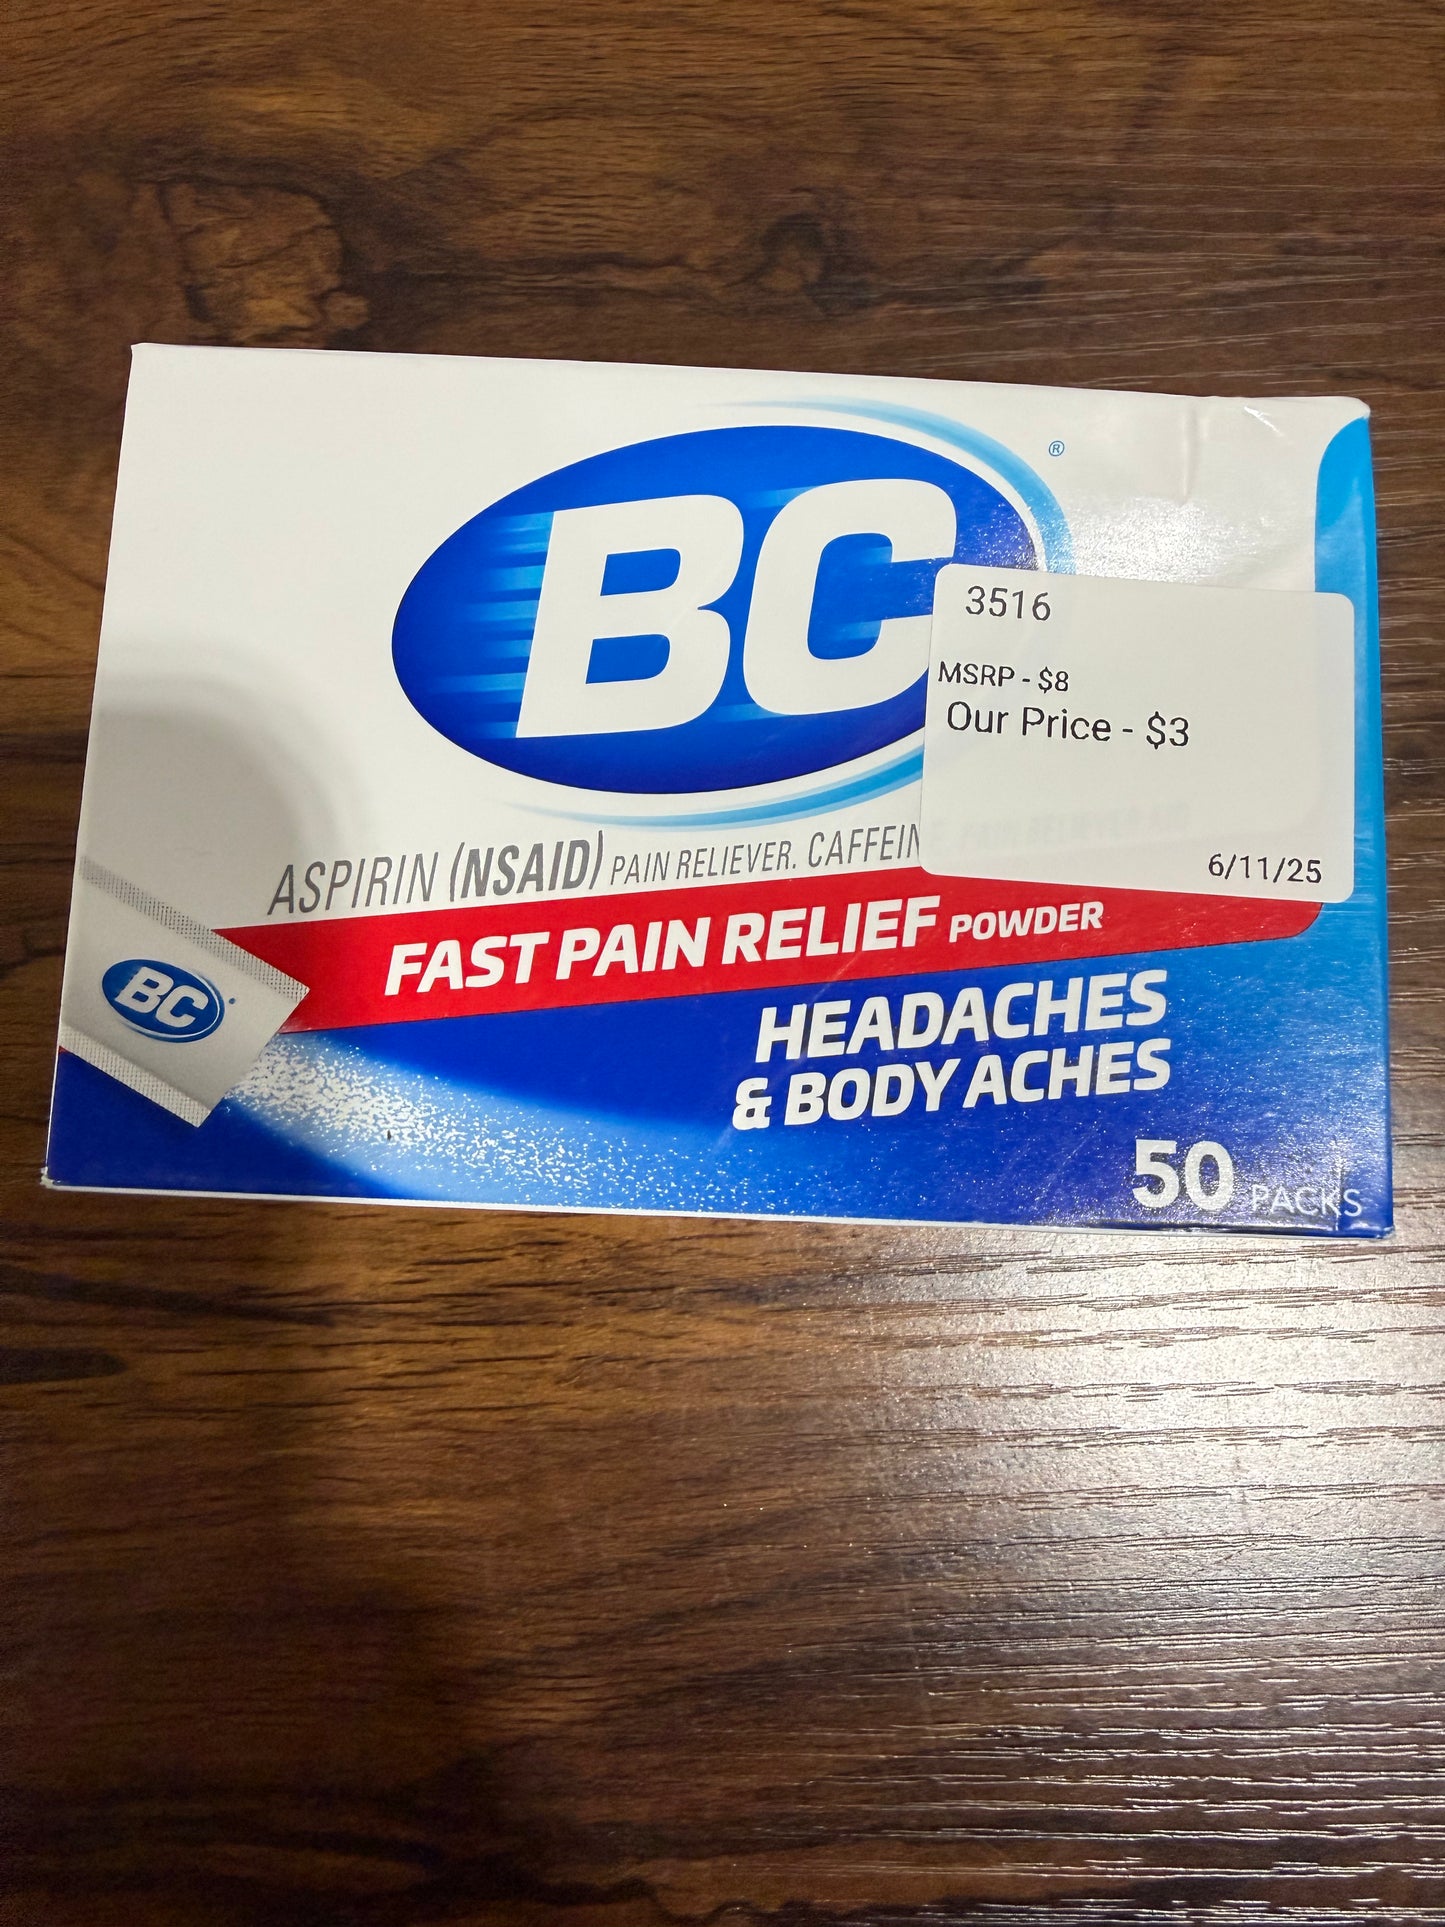 BC®
3516
MSRP - $8
Our Price - $3
6/11/25
ASPIRIN (NSAID) PAIN RELIEVER. CAFFEIN
FAST PAIN RELIEF POWDER
BC
HEADACHES
& BODY ACHES
50 PACKS